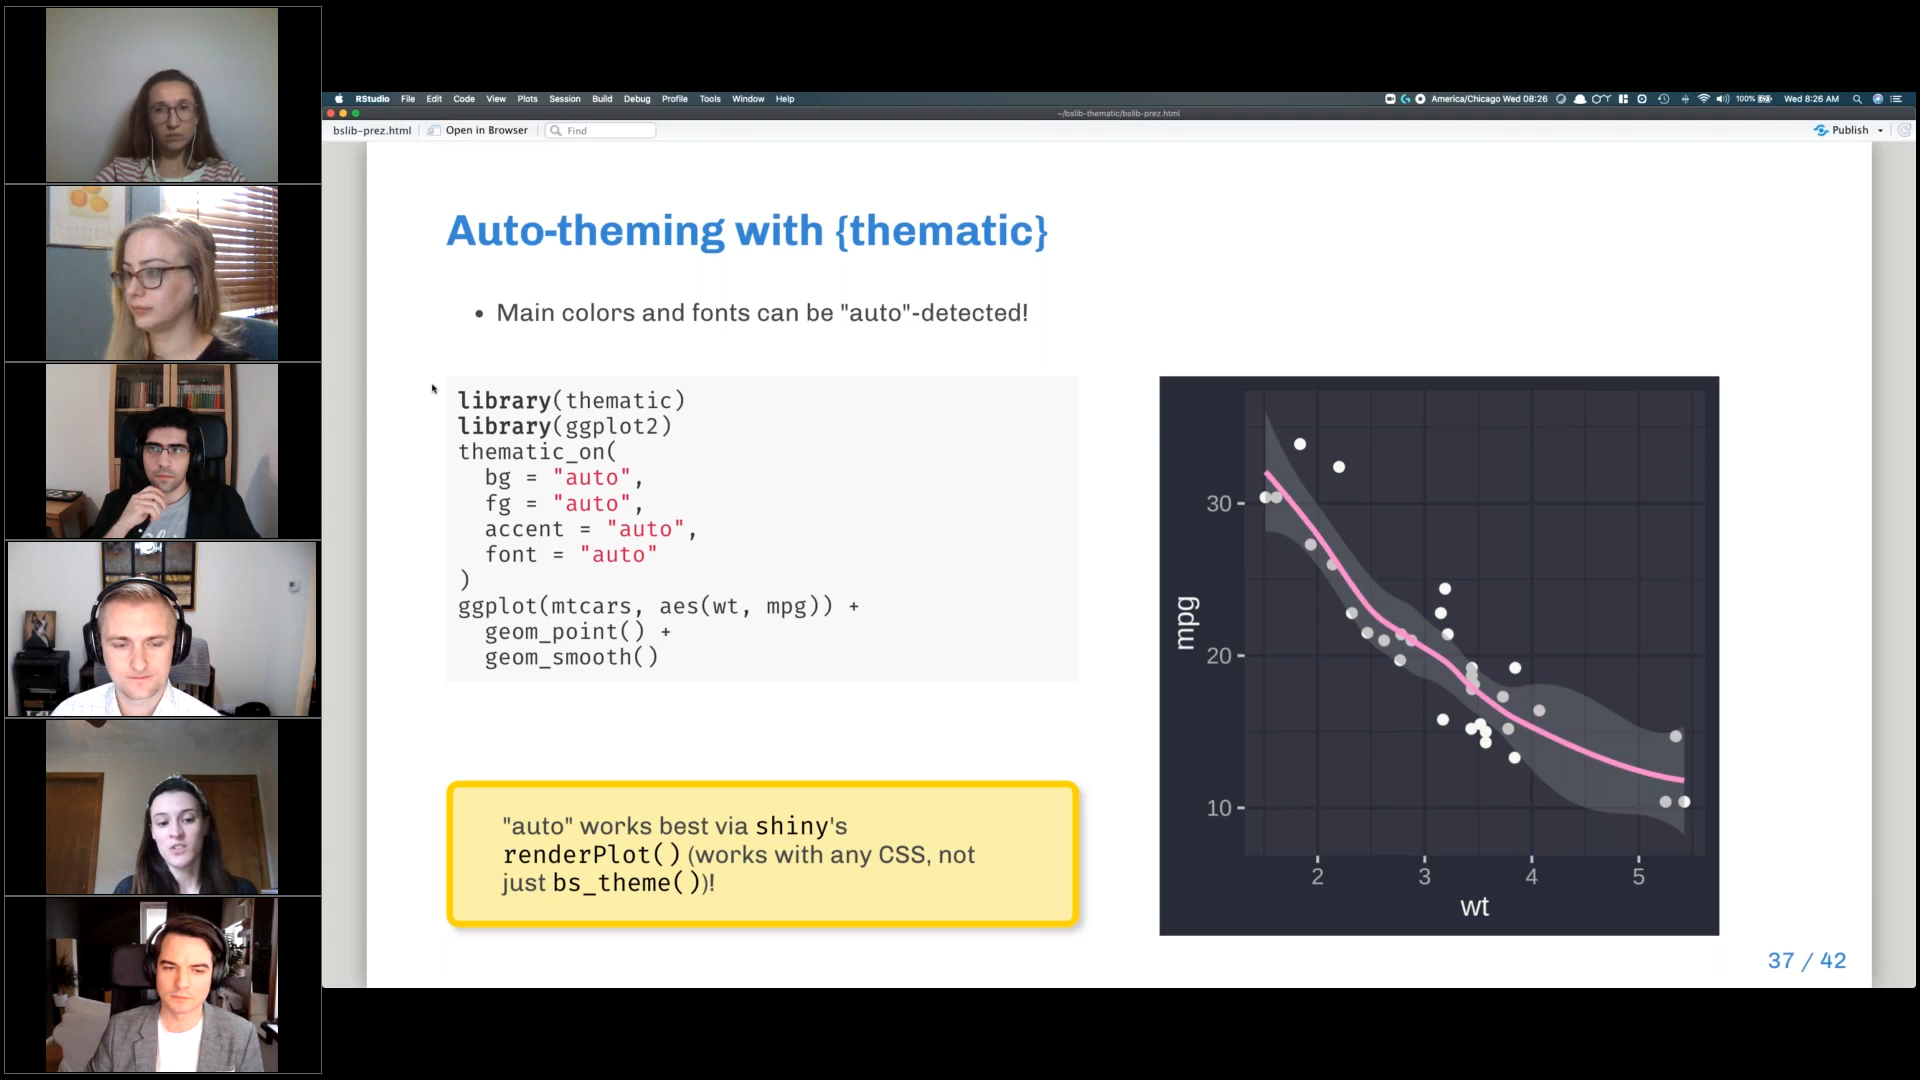 RStudio File Edit Code View Plots Session Build Debug Profile Tools Window Help America/Chicago Wed 08:26 100% Wed 8:26 AM
~/bslib-thematic/bslib-prez.html
bslib-prez.html Open in Browser Find Publish
Auto-theming with {thematic}
• Main colors and fonts can be "auto"-detected!
library(thematic)
library(ggplot2)
thematic_on(
bg = "auto",
fg = "auto",
accent = "auto",
font = "auto"
)
ggplot(mtcars, aes(wt, mpg)) +
geom_point() +
geom_smooth()
"auto" works best via shiny's
renderPlot() (works with any CSS, not
just bs_theme())!
mpg
30
20
10
2 3 4 5
wt
37 / 42